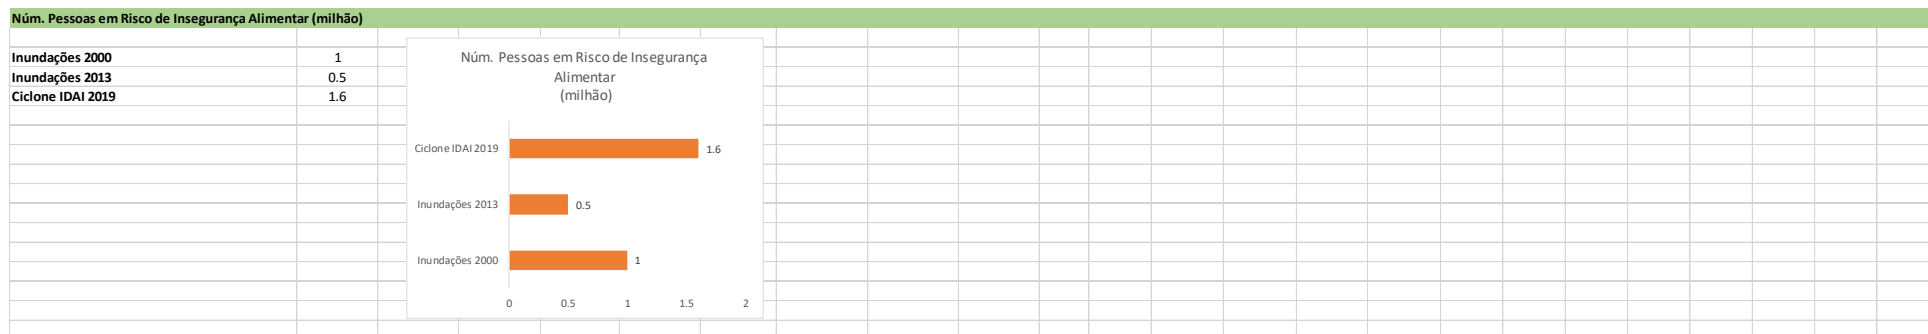 Núm. Pessoas em Risco de Insegurança Alimentar (milhão)
Inundações 2000 1
Inundações 2013 0.5
Ciclone IDAI 2019 1.6
Núm. Pessoas em Risco de Insegurança
Alimentar
(milhão)
Ciclone IDAI 2019 1.6
Inundações 2013 0.5
Inundações 2000 1
0 0.5 1 1.5 2